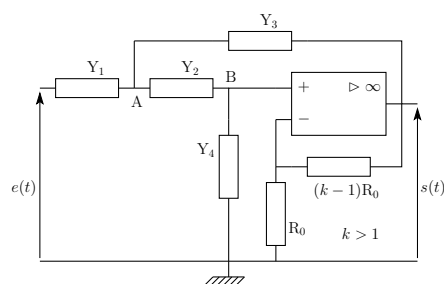 Y₃
Y₁
Y₂
A
B
+
▷ ∞
−
Y₄
e(t)
(k − 1)R₀
s(t)
R₀
k > 1